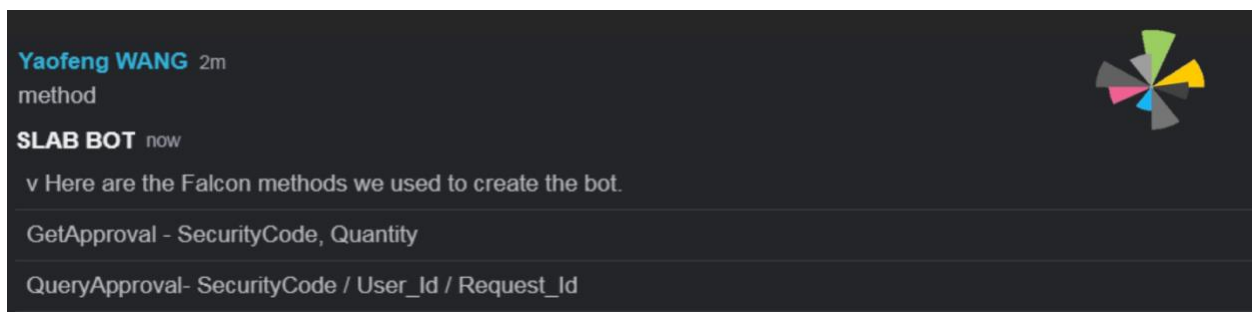 Yaofeng WANG 2m
method
SLAB BOT now
v Here are the Falcon methods we used to create the bot.
GetApproval - SecurityCode, Quantity
QueryApproval- SecurityCode / User_Id / Request_Id